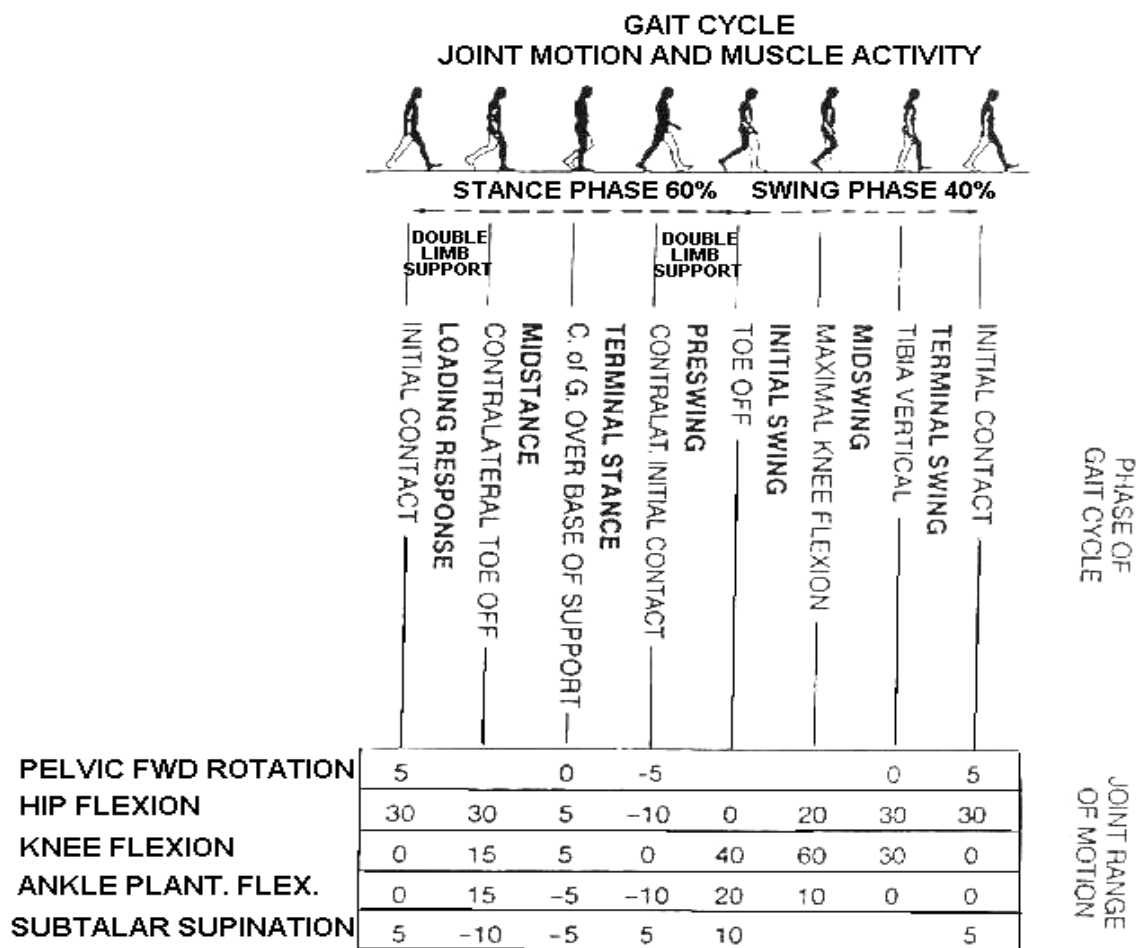 GAIT CYCLE
JOINT MOTION AND MUSCLE ACTIVITY
STANCE PHASE 60% SWING PHASE 40%
DOUBLE
LIMB
SUPPORT
DOUBLE
LIMB
SUPPORT
INITIAL CONTACT
LOADING RESPONSE
CONTRALATERAL TOE OFF
MIDSTANCE
C. of G. OVER BASE OF SUPPORT
TERMINAL STANCE
CONTRALAT. INITIAL CONTACT
PRESWING
TOE OFF
INITIAL SWING
MAXIMAL KNEE FLEXION
MIDSWING
TIBIA VERTICAL
TERMINAL SWING
INITIAL CONTACT
PHASE OF
GAIT CYCLE
PELVIC FWD ROTATION 5 0 -5 0 5
HIP FLEXION 30 30 5 -10 0 20 30 30
KNEE FLEXION 0 15 5 0 40 60 30 0
ANKLE PLANT. FLEX. 0 15 -5 -10 20 10 0 0
SUBTALAR SUPINATION 5 -10 -5 5 10 5
JOINT RANGE
OF MOTION